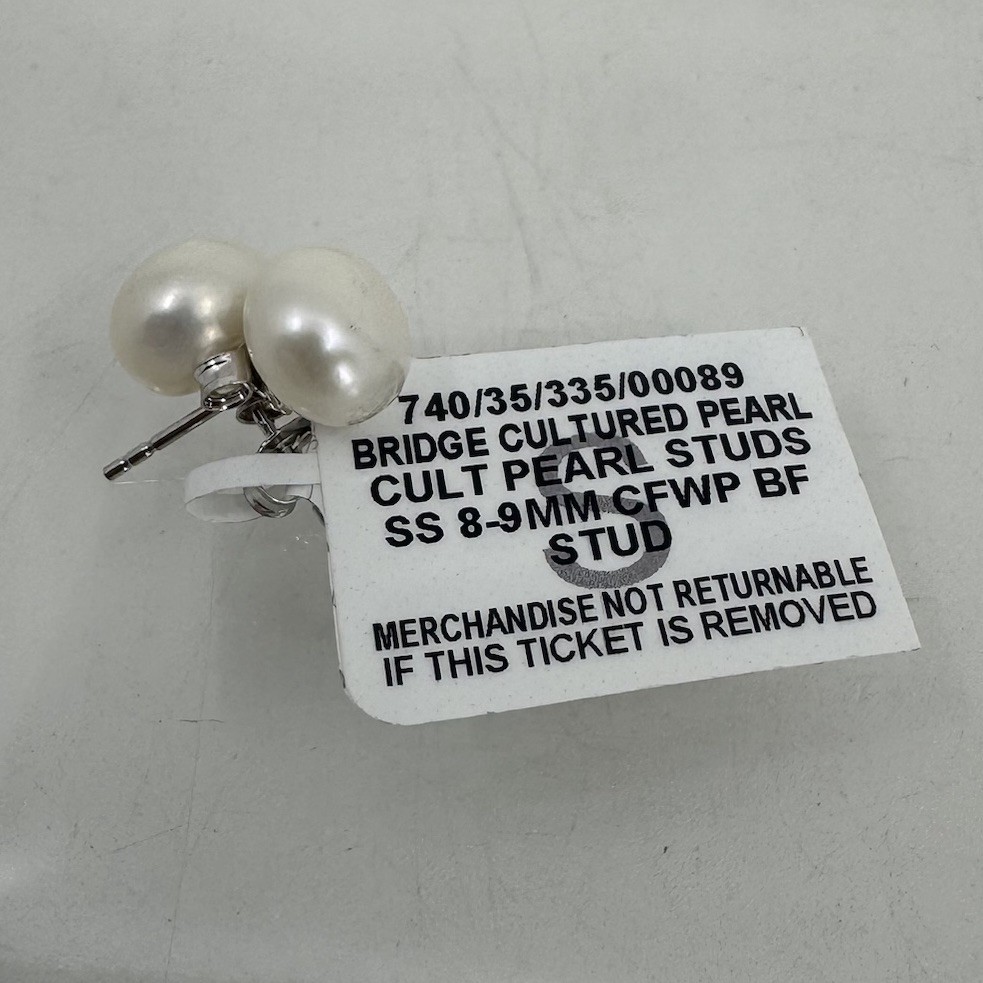 740/35/335/00089
BRIDGE CULTURED PEARL
CULT PEARL STUDS
SS 8-9MM CFWP BF
STUD
S
MERCHANDISE NOT RETURNABLE
IF THIS TICKET IS REMOVED